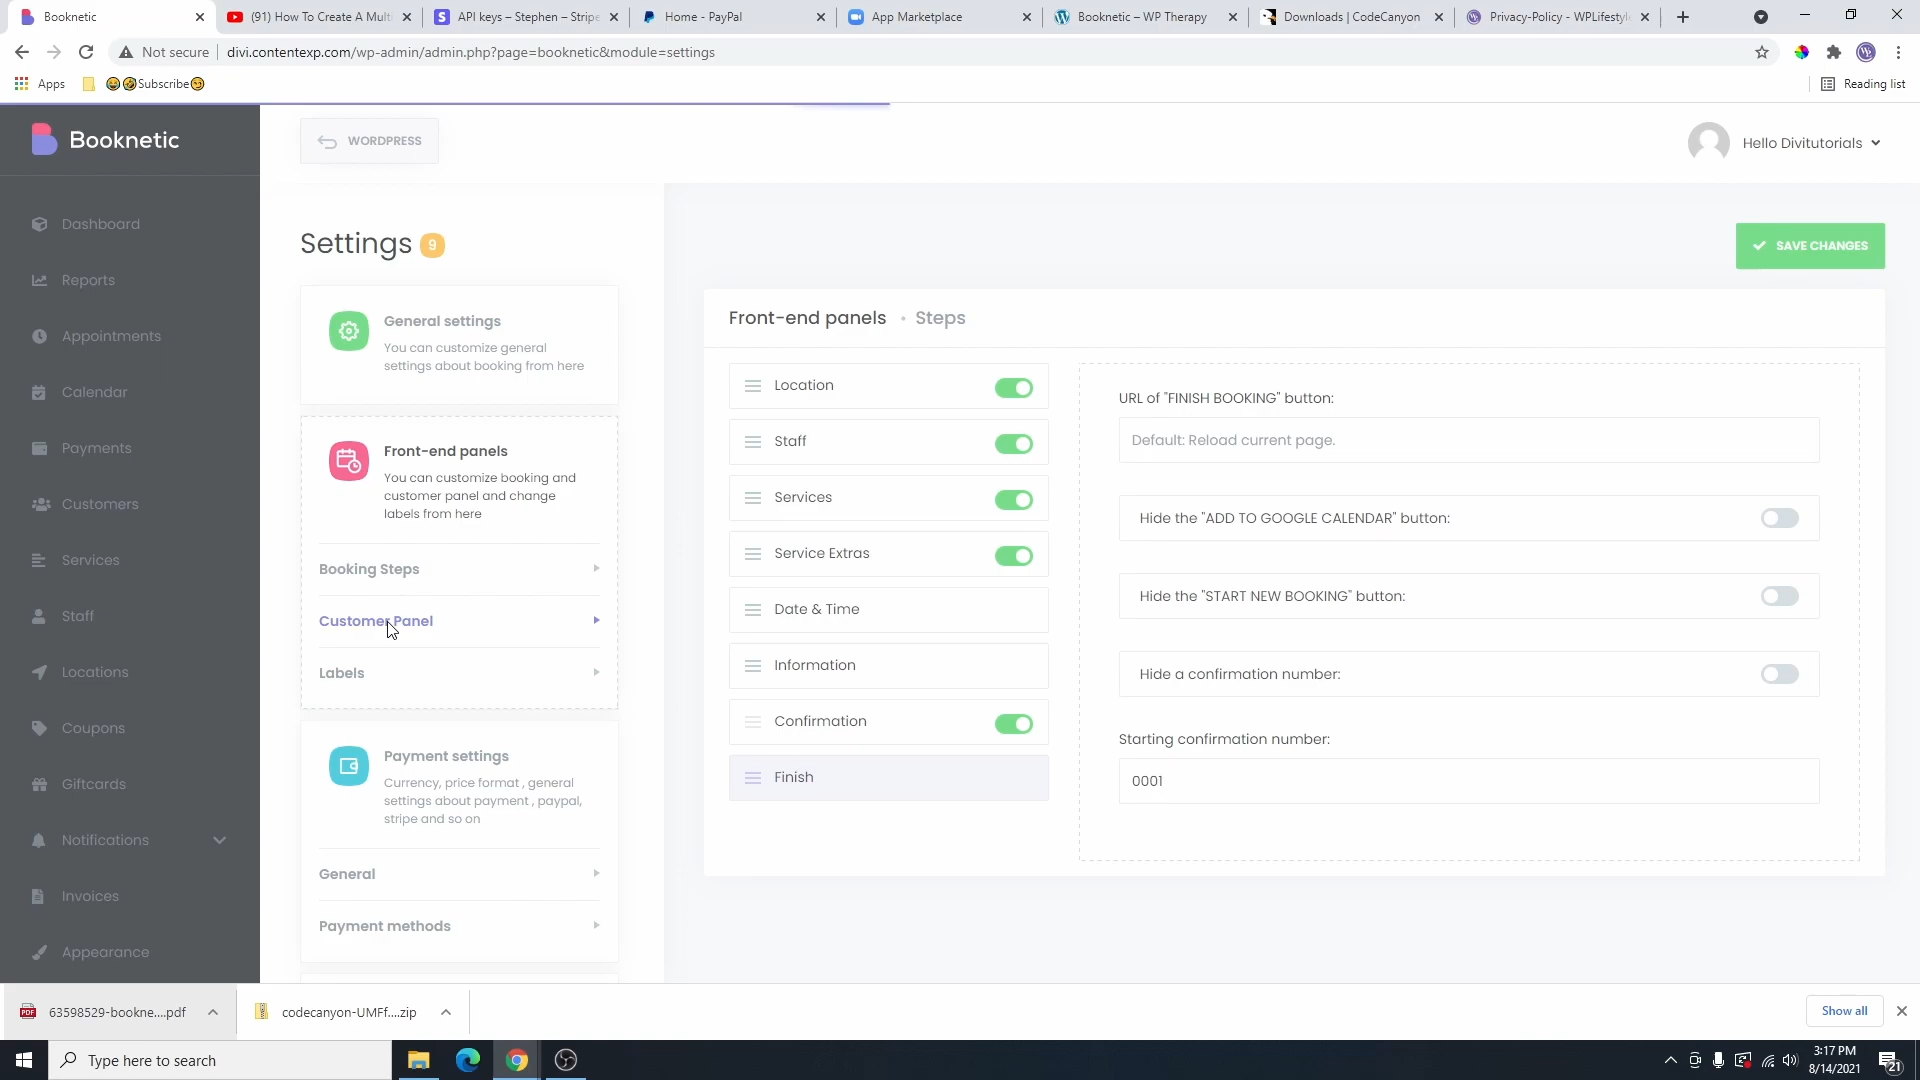 Booknetic
(91) How To Create A Multi
API keys – Stephen – Stripe
Home - PayPal
App Marketplace
Booknetic – WP Therapy
Downloads | CodeCanyon
Privacy-Policy - WPLifestyle
Not secure
divi.contentexp.com/wp-admin/admin.php?page=booknetic&module=settings
Apps
Subscribe
Reading list
Booknetic
WORDPRESS
Hello Divitutorials
Dashboard
Reports
Appointments
Calendar
Payments
Customers
Services
Staff
Locations
Coupons
Giftcards
Notifications
Invoices
Appearance
Settings 9
General settings
You can customize general
settings about booking from here
Front-end panels
You can customize booking and
customer panel and change
labels from here
Booking Steps
Customer Panel
Labels
Payment settings
Currency, price format , general
settings about payment , paypal,
stripe and so on
General
Payment methods
SAVE CHANGES
Front-end panels • Steps
Location
Staff
Services
Service Extras
Date & Time
Information
Confirmation
Finish
URL of "FINISH BOOKING" button:
Default: Reload current page.
Hide the "ADD TO GOOGLE CALENDAR" button:
Hide the "START NEW BOOKING" button:
Hide a confirmation number:
Starting confirmation number:
0001
63598529-bookne....pdf
codecanyon-UMFf....zip
Show all
Type here to search
3:17 PM
8/14/2021
21